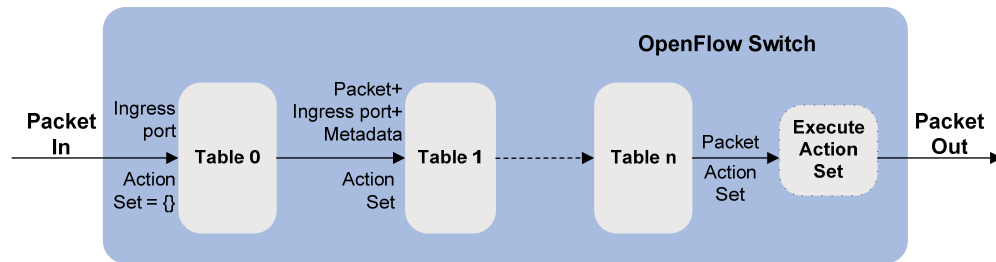 OpenFlow Switch
Packet
In
Ingress
port
Action
Set = {}
Table 0
Packet+
Ingress port+
Metadata
Action
Set
Table 1
Table n
Packet
Action
Set
Execute
Action
Set
Packet
Out